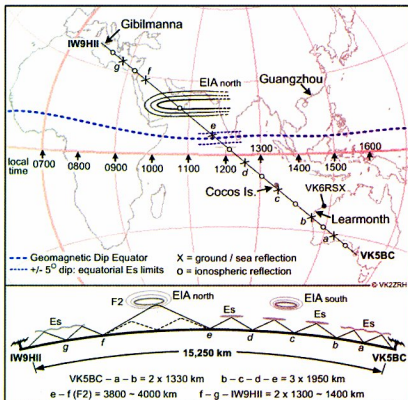 Gibilmanna
IW9HII
g
f
EIA north
Guangzhou
e
local time
0700
0800
0900
1000
1100
1200
1300
1400
1500
1600
d
Cocos Is.
c
VK6RSX
b
Learmonth
a
VK5BC
Geomagnetic Dip Equator
X = ground / sea reflection
+/- 5° dip: equatorial Es limits
o = ionospheric reflection
© VK2ZRH
F2
EIA north
EIA south
Es
Es
Es
Es
IW9HII
g
f
e
d
c
b
a
VK5BC
15,250 km
VK5BC – a – b = 2 x 1330 km b – c – d – e = 3 x 1950 km
e – f (F2) = 3800 ~ 4000 km f – g – IW9HII = 2 x 1300 ~ 1400 km